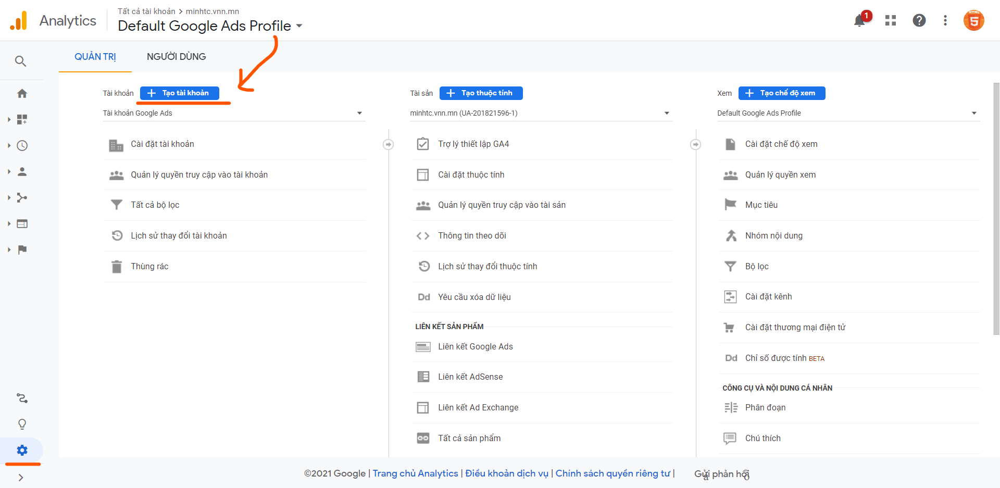 Analytics
Tất cả tài khoản > minhtc.vnn.mn
Default Google Ads Profile
1
HTML
5
QUẢN TRỊ
NGƯỜI DÙNG
Tài khoản
+ Tạo tài khoản
Tài khoản Google Ads
Cài đặt tài khoản
Quản lý quyền truy cập vào tài khoản
Tất cả bộ lọc
Lịch sử thay đổi tài khoản
Thùng rác
Tài sản
+ Tạo thuộc tính
minhtc.vnn.mn (UA-201821596-1)
Trợ lý thiết lập GA4
Cài đặt thuộc tính
Quản lý quyền truy cập vào tài sản
Thông tin theo dõi
Lịch sử thay đổi thuộc tính
Dd Yêu cầu xóa dữ liệu
LIÊN KẾT SẢN PHẨM
Liên kết Google Ads
Liên kết AdSense
Liên kết Ad Exchange
Tất cả sản phẩm
Xem
+ Tạo chế độ xem
Default Google Ads Profile
Cài đặt chế độ xem
Quản lý quyền xem
Mục tiêu
Nhóm nội dung
Bộ lọc
Cài đặt kênh
Cài đặt thương mại điện tử
Dd Chỉ số được tính BETA
CÔNG CỤ VÀ NỘI DUNG CÁ NHÂN
Phân đoạn
Chú thích
©2021 Google | Trang chủ Analytics | Điều khoản dịch vụ | Chính sách quyền riêng tư | Gửi phản hồi